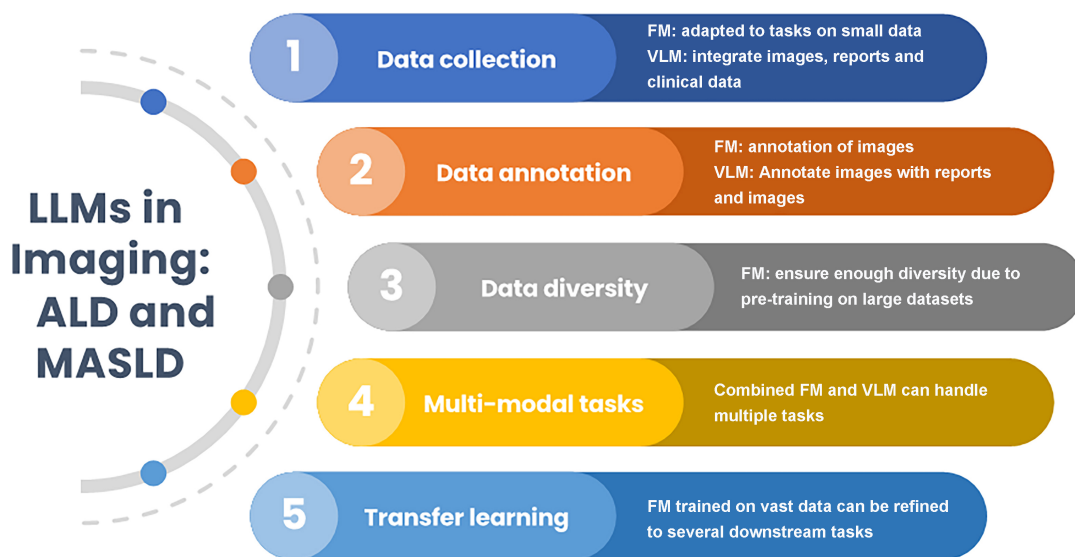 LLMs in
Imaging:
ALD and
MASLD
1
Data collection
FM: adapted to tasks on small data
VLM: integrate images, reports and
clinical data
2
Data annotation
FM: annotation of images
VLM: Annotate images with reports
and images
3
Data diversity
FM: ensure enough diversity due to
pre-training on large datasets
4
Multi-modal tasks
Combined FM and VLM can handle
multiple tasks
5
Transfer learning
FM trained on vast data can be refined
to several downstream tasks